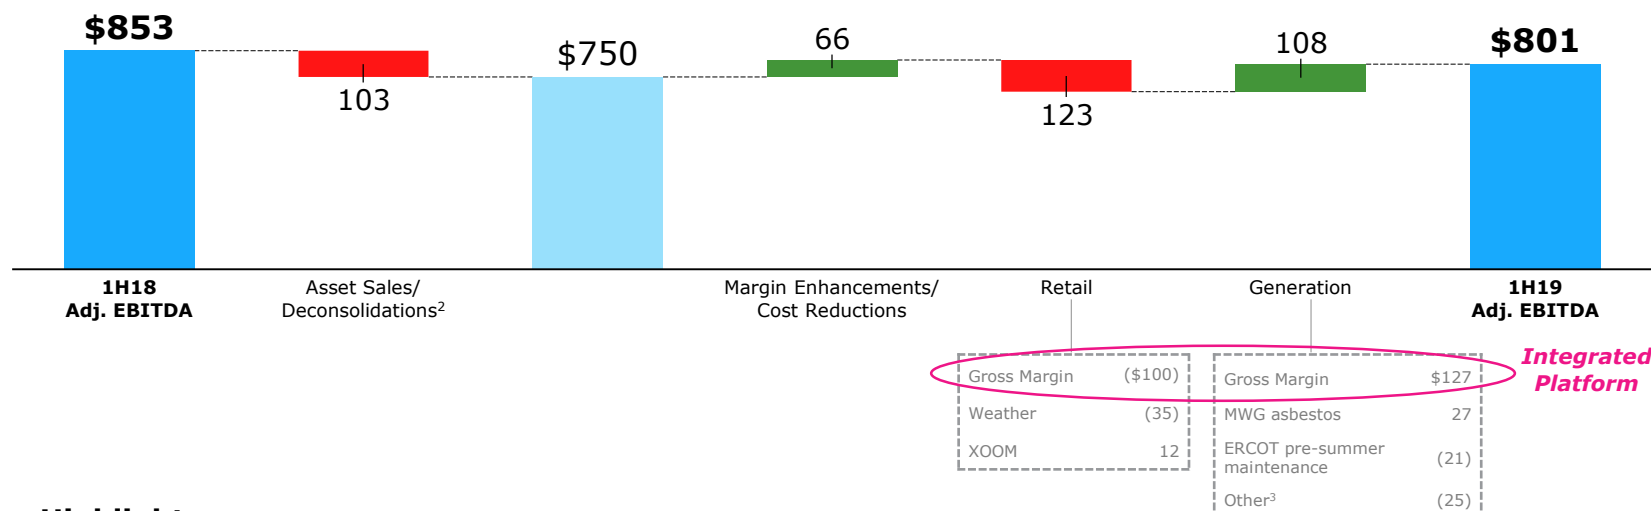 $853
103
$750
66
123
108
$801
1H18
Adj. EBITDA
Asset Sales/
Deconsolidations²
Margin Enhancements/
Cost Reductions
Retail
Generation
1H19
Adj. EBITDA
Integrated
Platform
Gross Margin ($100)
Weather (35)
XOOM 12
Gross Margin $127
MWG asbestos 27
ERCOT pre-summer
maintenance (21)
Other³ (25)